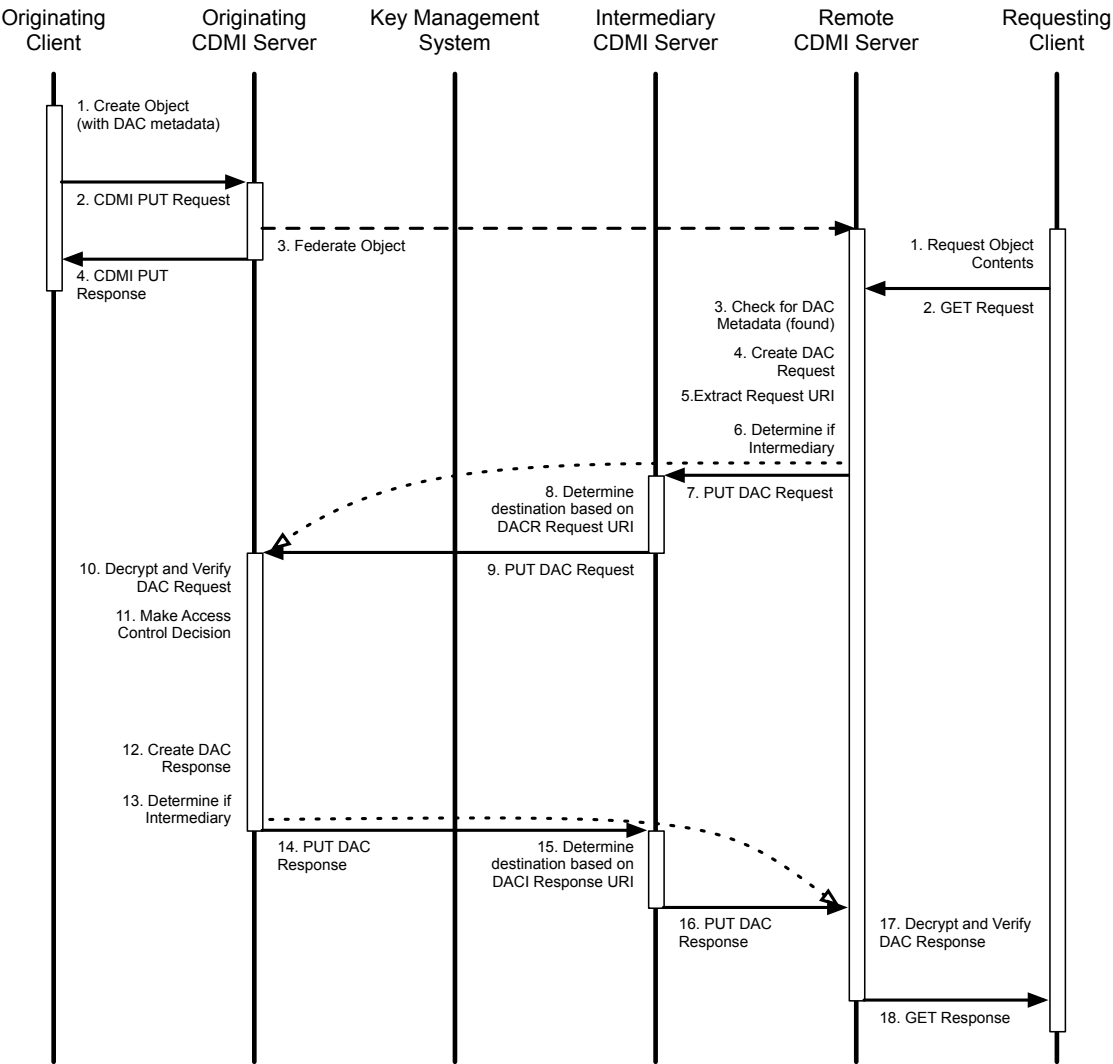 Originating
Client
Originating
CDMI Server
Key Management
System
Intermediary
CDMI Server
Remote
CDMI Server
Requesting
Client
1. Create Object
(with DAC metadata)
2. CDMI PUT Request
3. Federate Object
4. CDMI PUT
Response
1. Request Object
Contents
2. GET Request
3. Check for DAC
Metadata (found)
4. Create DAC
Request
5.Extract Request URI
6. Determine if
Intermediary
7. PUT DAC Request
8. Determine
destination based on
DACR Request URI
9. PUT DAC Request
10. Decrypt and Verify
DAC Request
11. Make Access
Control Decision
12. Create DAC
Response
13. Determine if
Intermediary
14. PUT DAC
Response
15. Determine
destination based on
DACI Response URI
16. PUT DAC
Response
17. Decrypt and Verify
DAC Response
18. GET Response